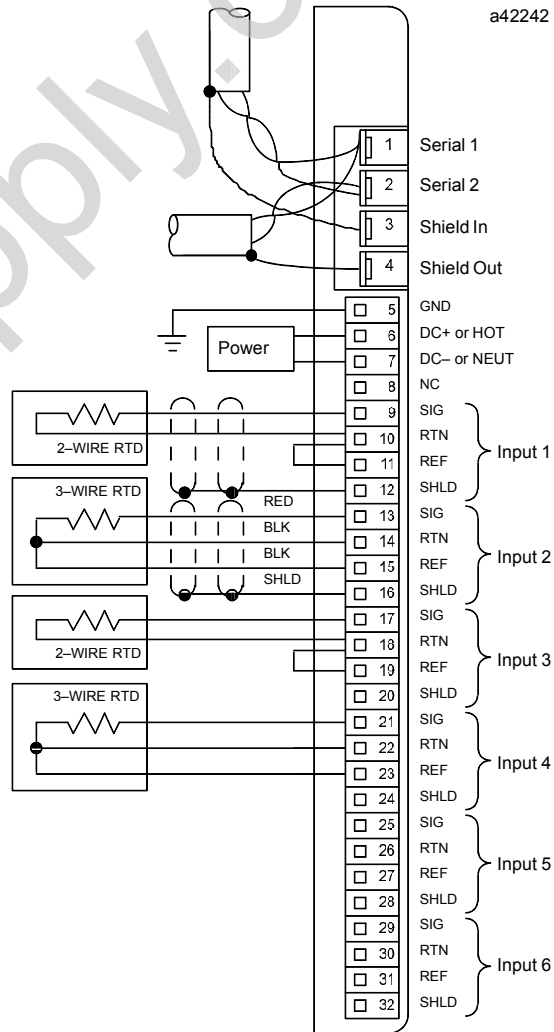 a42242
upply.c
1 Serial 1
2 Serial 2
3 Shield In
4 Shield Out
5 GND
6 DC+ or HOT
Power
7 DC– or NEUT
8 NC
9 SIG
10 RTN
2–WIRE RTD
11 REF
Input 1
12 SHLD
3–WIRE RTD
RED
13 SIG
BLK
14 RTN
BLK
15 REF
Input 2
SHLD
16 SHLD
17 SIG
18 RTN
2–WIRE RTD
19 REF
Input 3
20 SHLD
3–WIRE RTD
21 SIG
22 RTN
23 REF
Input 4
24 SHLD
25 SIG
26 RTN
27 REF
Input 5
28 SHLD
29 SIG
30 RTN
31 REF
Input 6
32 SHLD